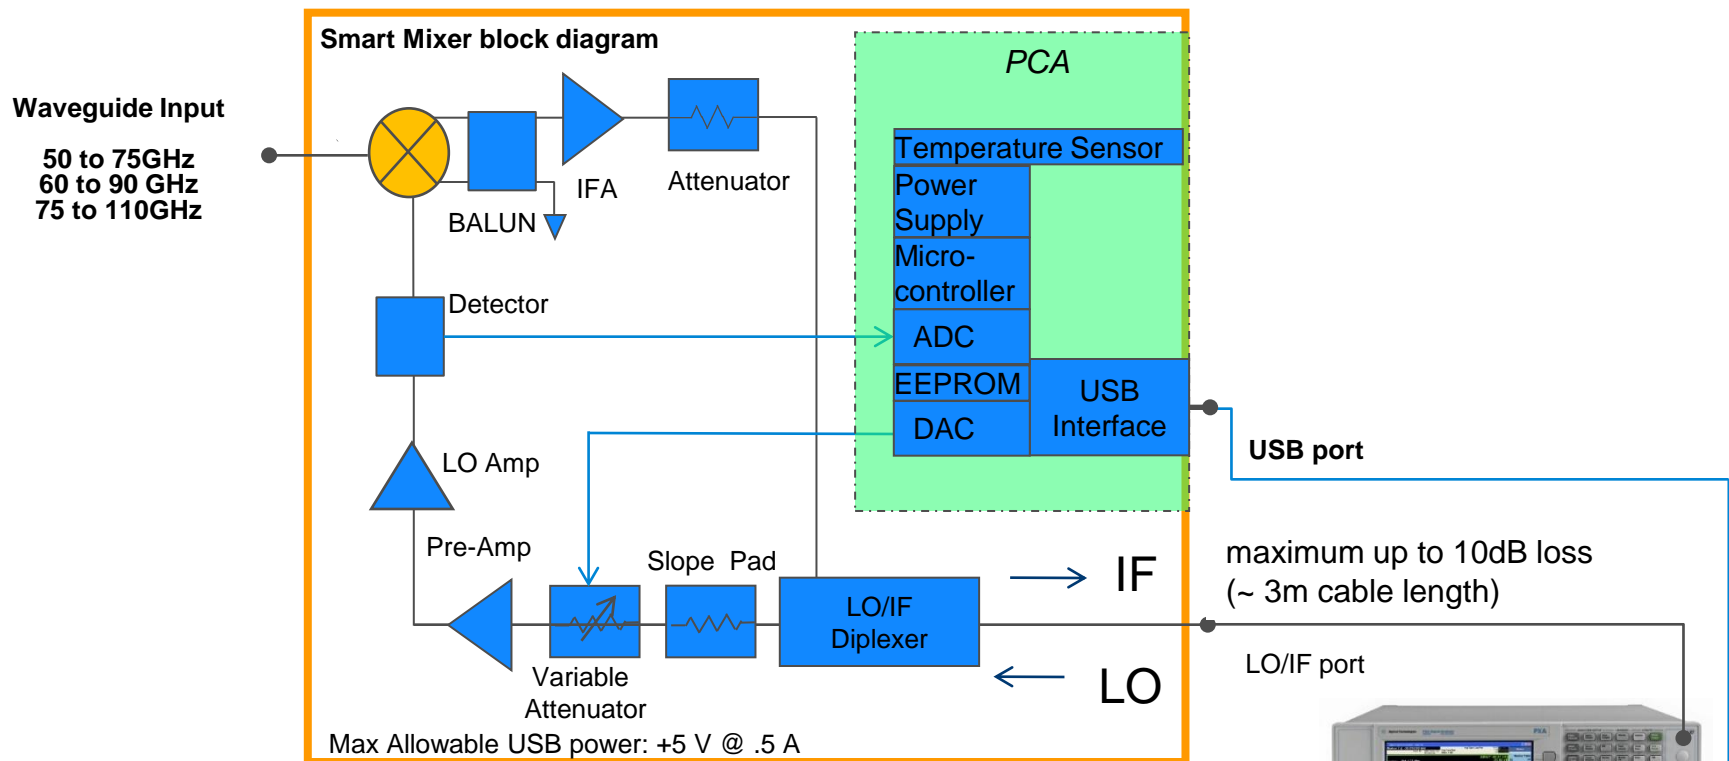 Smart Mixer block diagram
PCA
Waveguide Input
50 to 75GHz
60 to 90 GHz
75 to 110GHz
IFA
Attenuator
BALUN
Temperature Sensor
Power
Supply
Micro-
controller
ADC
EEPROM
DAC
USB
Interface
Detector
USB port
LO Amp
Pre-Amp
Slope Pad
LO/IF
Diplexer
IF
LO
maximum up to 10dB loss
(~ 3m cable length)
LO/IF port
Variable
Attenuator
Max Allowable USB power: +5 V @ .5 A
Agilent Technologies
PXA